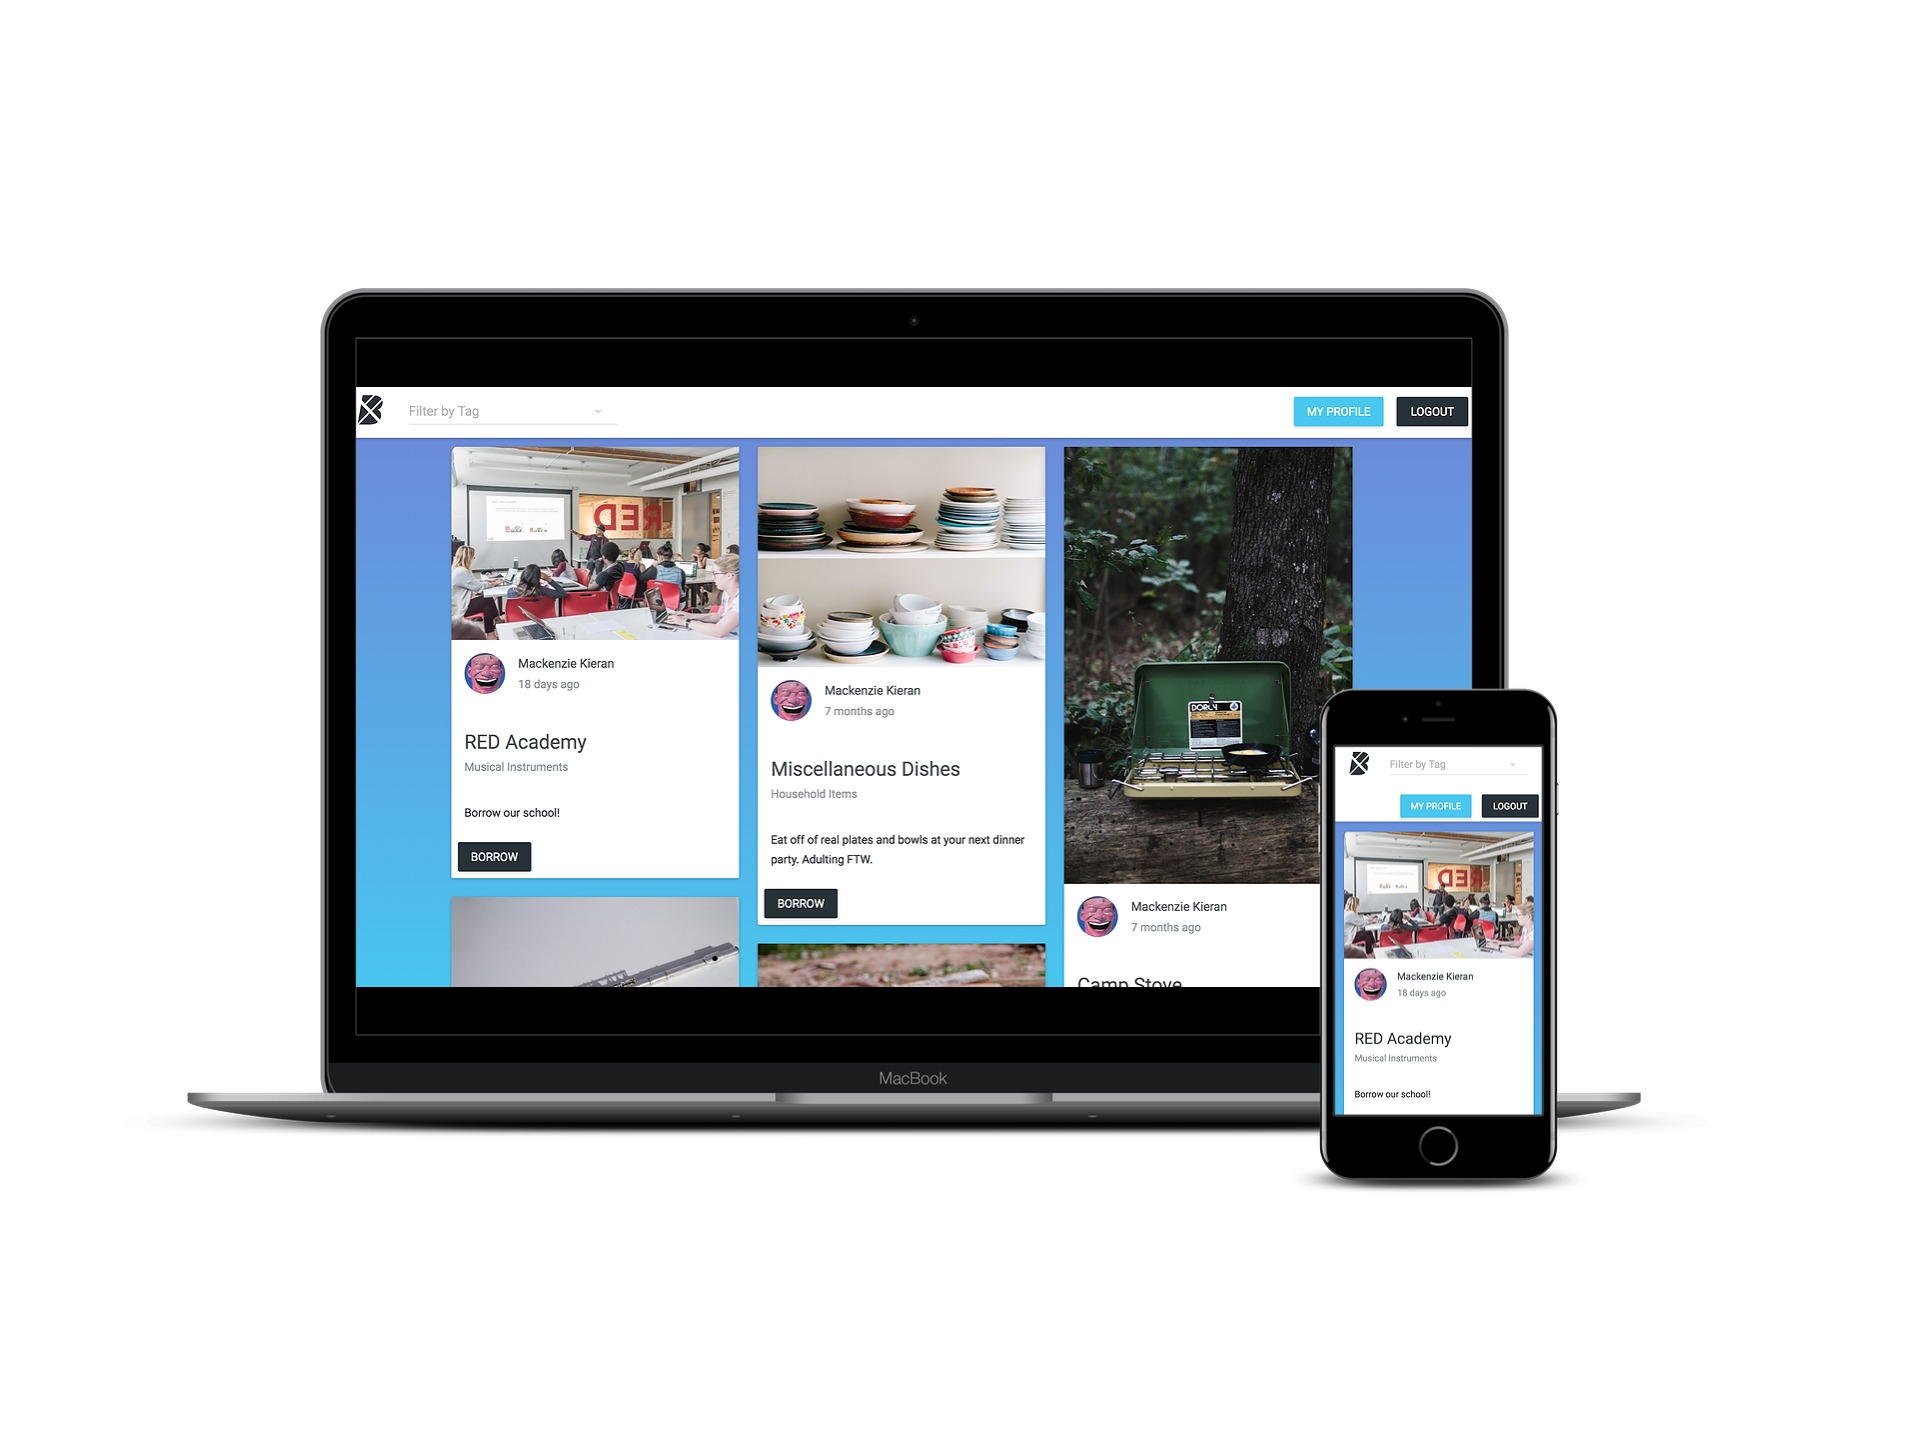 Filter by Tag
MY PROFILE
LOGOUT
RED
Mackenzie Kieran
18 days ago
RED Academy
Musical Instruments
Borrow our school!
BORROW
Mackenzie Kieran
7 months ago
Miscellaneous Dishes
Household Items
Eat off of real plates and bowls at your next dinner
party. Adulting FTW.
BORROW
DORCY
Mackenzie Kieran
7 months ago
Camp Stove
MacBook
Filter by Tag
MY PROFILE
LOGOUT
RED
Mackenzie Kieran
18 days ago
RED Academy
Musical Instruments
Borrow our school!